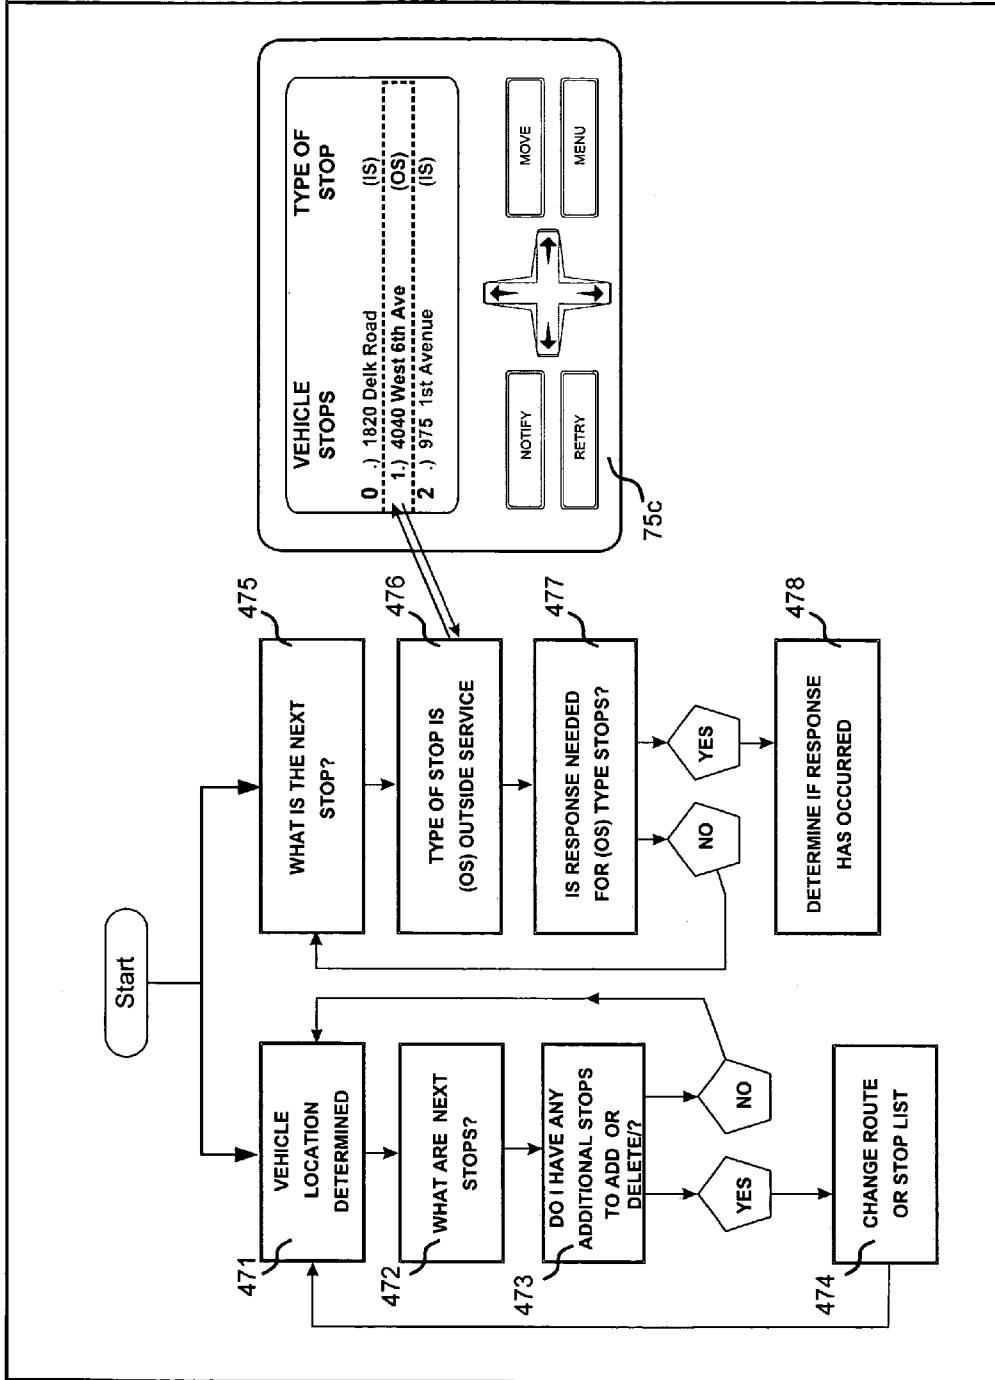 Start
471
VEHICLE
LOCATION
DETERMINED
472
WHAT ARE NEXT
STOPS?
473
DO I HAVE ANY
ADDITIONAL STOPS
TO ADD OR
DELETE/?
YES
NO
474
CHANGE ROUTE
OR STOP LIST
475
WHAT IS THE NEXT
STOP?
476
TYPE OF STOP IS
(OS) OUTSIDE SERVICE
477
IS RESPONSE NEEDED
FOR (OS) TYPE STOPS?
NO
YES
478
DETERMINE IF RESPONSE
HAS OCCURRED
VEHICLE STOPS
TYPE OF STOP
0 .) 1820 Delk Road (IS)
1.) 4040 West 6th Ave (OS)
2 .) 975 1st Avenue (IS)
NOTIFY
MOVE
RETRY
MENU
75c